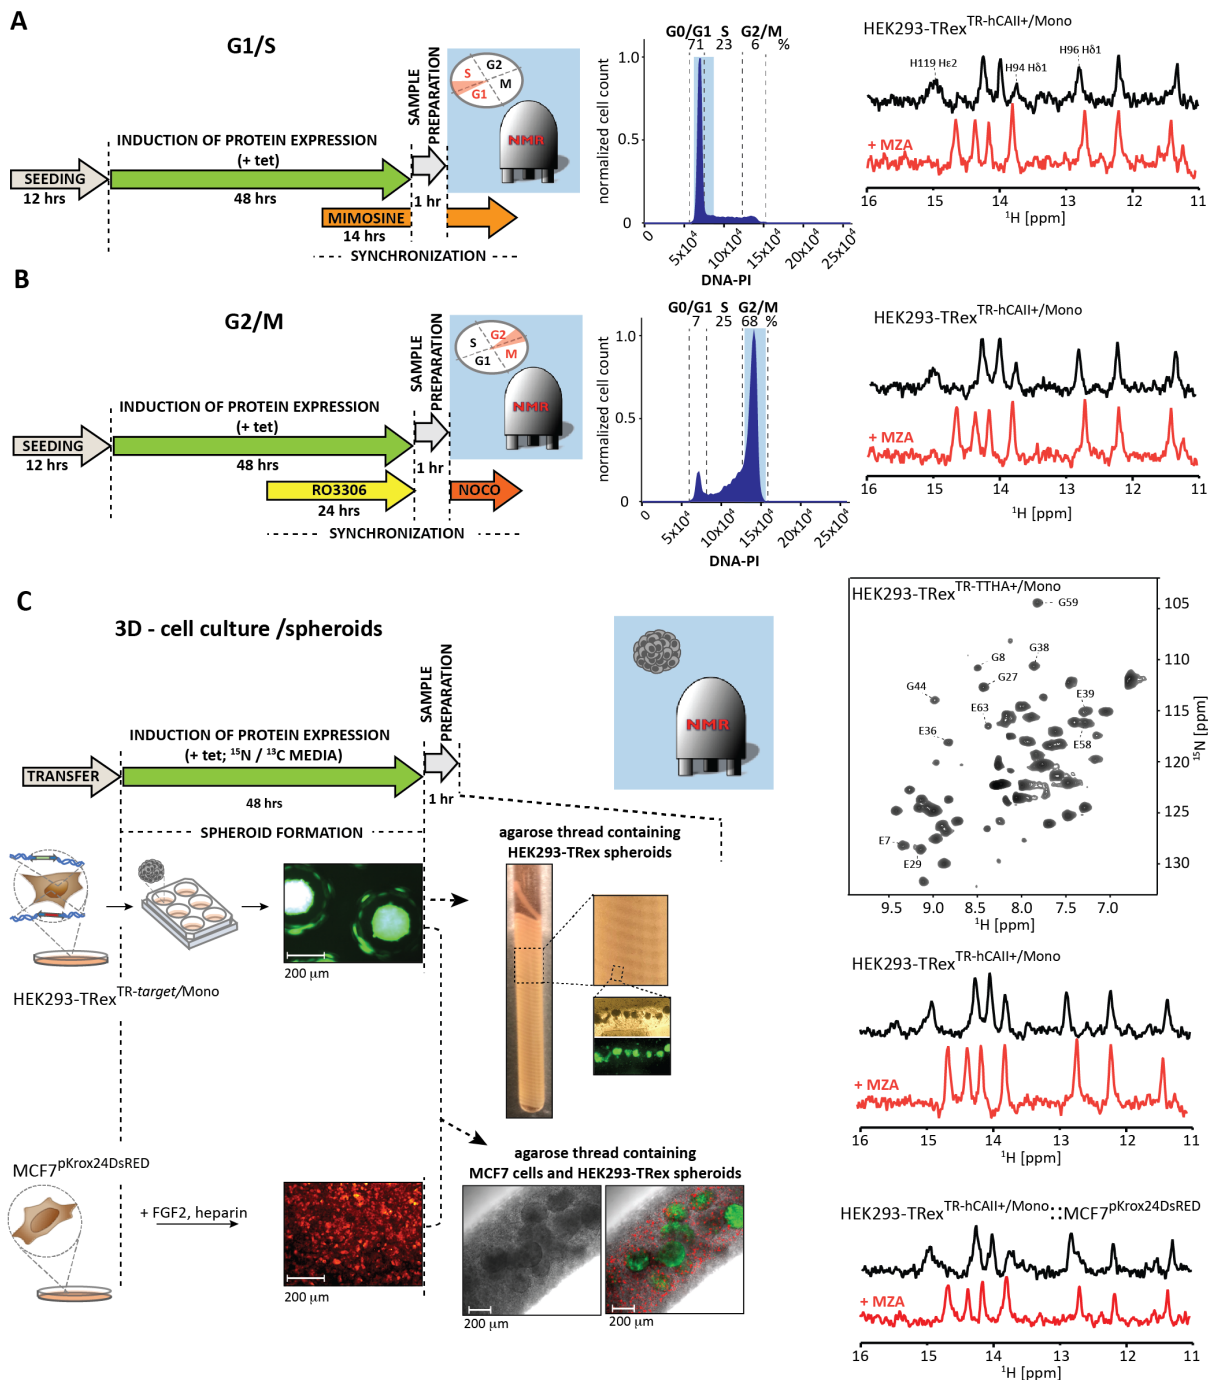 A
G1/S
INDUCTION OF PROTEIN EXPRESSION
(+ tet)
SEEDING
12 hrs
48 hrs
MIMOSINE
14 hrs
SYNCHRONIZATION
SAMPLE
PREPARATION
1 hr
S
G2
G1
M
NMR
G0/G1 S G2/M
71 23 6 %
normalized cell count
1.0
0.5
0
0
5x10⁴
10x10⁴
15x10⁴
20x10⁴
25x10⁴
DNA-PI
HEK293-TRex^TR-hCAII+/Mono
H119 Hε2
H94 Hδ1
H96 Hδ1
+ MZA
16 15 14 13 12 11
¹H [ppm]
B
G2/M
INDUCTION OF PROTEIN EXPRESSION
(+ tet)
SEEDING
12 hrs
48 hrs
RO3306
24 hrs
NOCO
SYNCHRONIZATION
SAMPLE
PREPARATION
1 hr
S
G2
G1
M
NMR
G0/G1 S G2/M
7 25 68 %
normalized cell count
1.0
0.5
0
0
5x10⁴
10x10⁴
15x10⁴
20x10⁴
25x10⁴
DNA-PI
HEK293-TRex^TR-hCAII+/Mono
+ MZA
16 15 14 13 12 11
¹H [ppm]
C
3D - cell culture /spheroids
INDUCTION OF PROTEIN EXPRESSION
(+ tet; ¹⁵N / ¹³C MEDIA)
TRANSFER
48 hrs
SAMPLE
PREPARATION
1 hr
SPHEROID FORMATION
NMR
200 µm
HEK293-TRex^TR-target/Mono
agarose thread containing
HEK293-TRex spheroids
MCF7^pKrox24DsRED
+ FGF2, heparin
200 µm
agarose thread containing
MCF7 cells and HEK293-TRex spheroids
200 µm
200 µm
HEK293-TRex^TR-TTHA+/Mono
G59
G8
G38
G27
G44
E63
E39
E36
E58
E7
E29
105
110
115
120
125
130
¹⁵N [ppm]
9.5 9.0 8.5 8.0 7.5 7.0
¹H [ppm]
HEK293-TRex^TR-hCAII+/Mono
+ MZA
16 15 14 13 12 11
¹H [ppm]
HEK293-TRex^TR-hCAII+/Mono::MCF7^pKrox24DsRED
+ MZA
16 15 14 13 12 11
¹H [ppm]